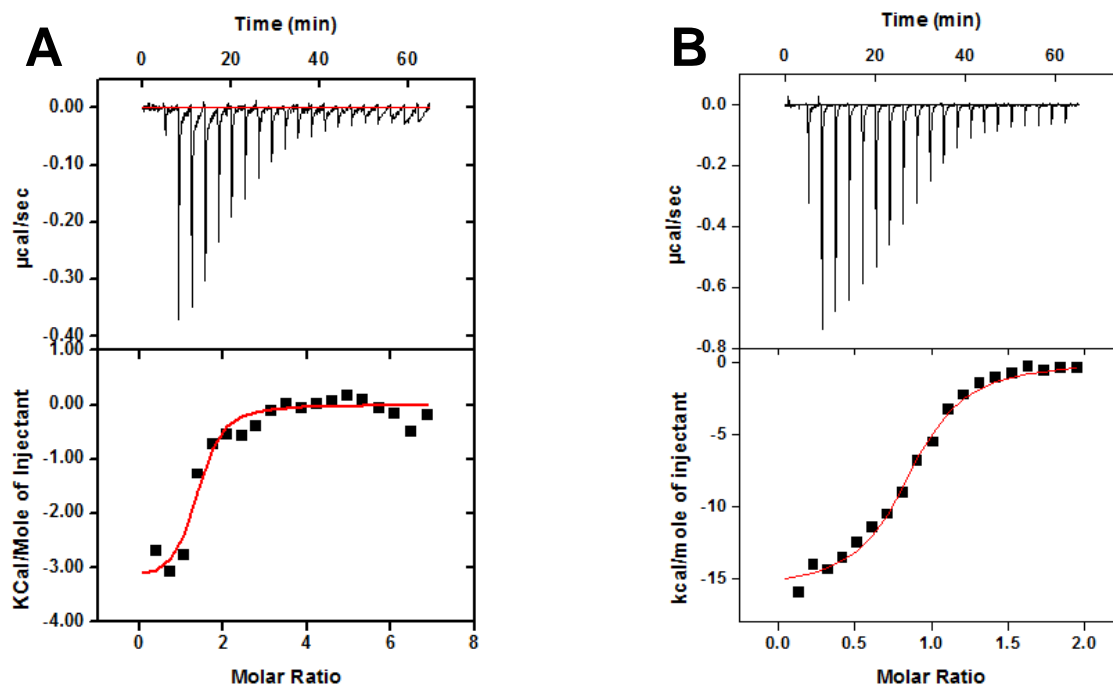 A
Time (min)
0 20 40 60
0.00
-0.10
-0.20
-0.30
-0.40
µcal/sec
1.00
0.00
-1.00
-2.00
-3.00
-4.00
KCal/Mole of Injectant
0 2 4 6 8
Molar Ratio
B
Time (min)
0 20 40 60
0.0
-0.2
-0.4
-0.6
-0.8
µcal/sec
0
-5
-10
-15
kcal/mole of injectant
0.0 0.5 1.0 1.5 2.0
Molar Ratio